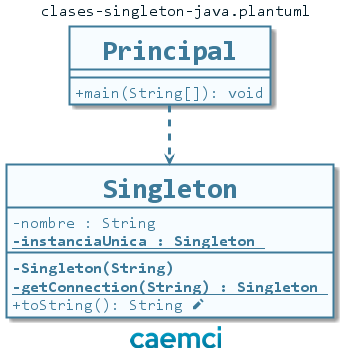 clases-singleton-java.plantuml
Principal
+main(String[]): void
Singleton
-nombre : String
-instanciaUnica : Singleton
-Singleton(String)
-getConnection(String) : Singleton
+toString(): String
caemci